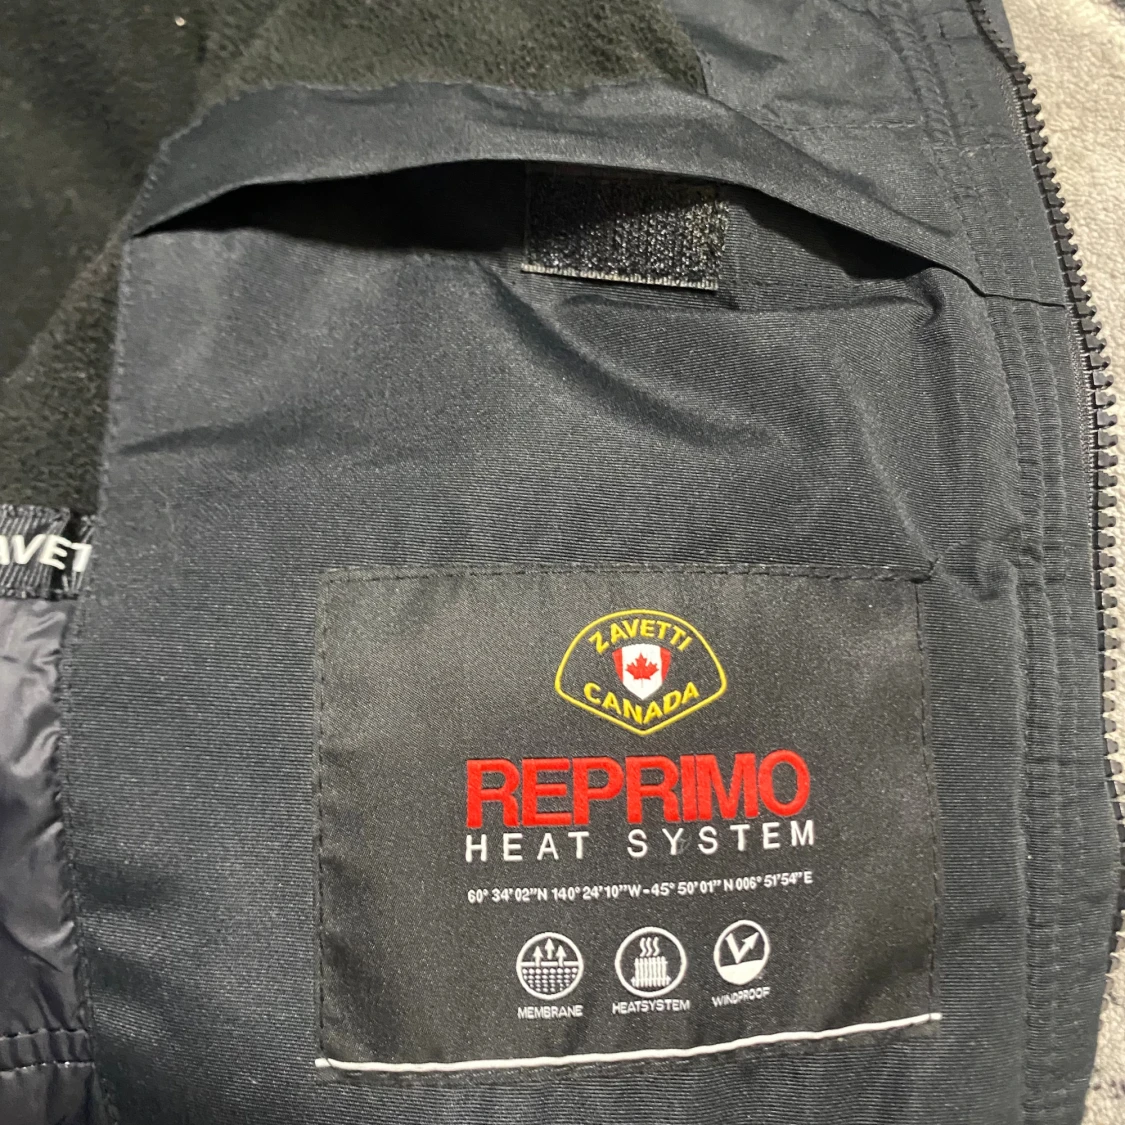 AVET
ZAVETTI
CANADA
REPRIMO
HEAT SYSTEM
60° 34'02"N 140° 24'10"W - 45° 50'01" N 006° 51'54" E
MEMBRANE
HEATSYSTEM
WINDPROOF